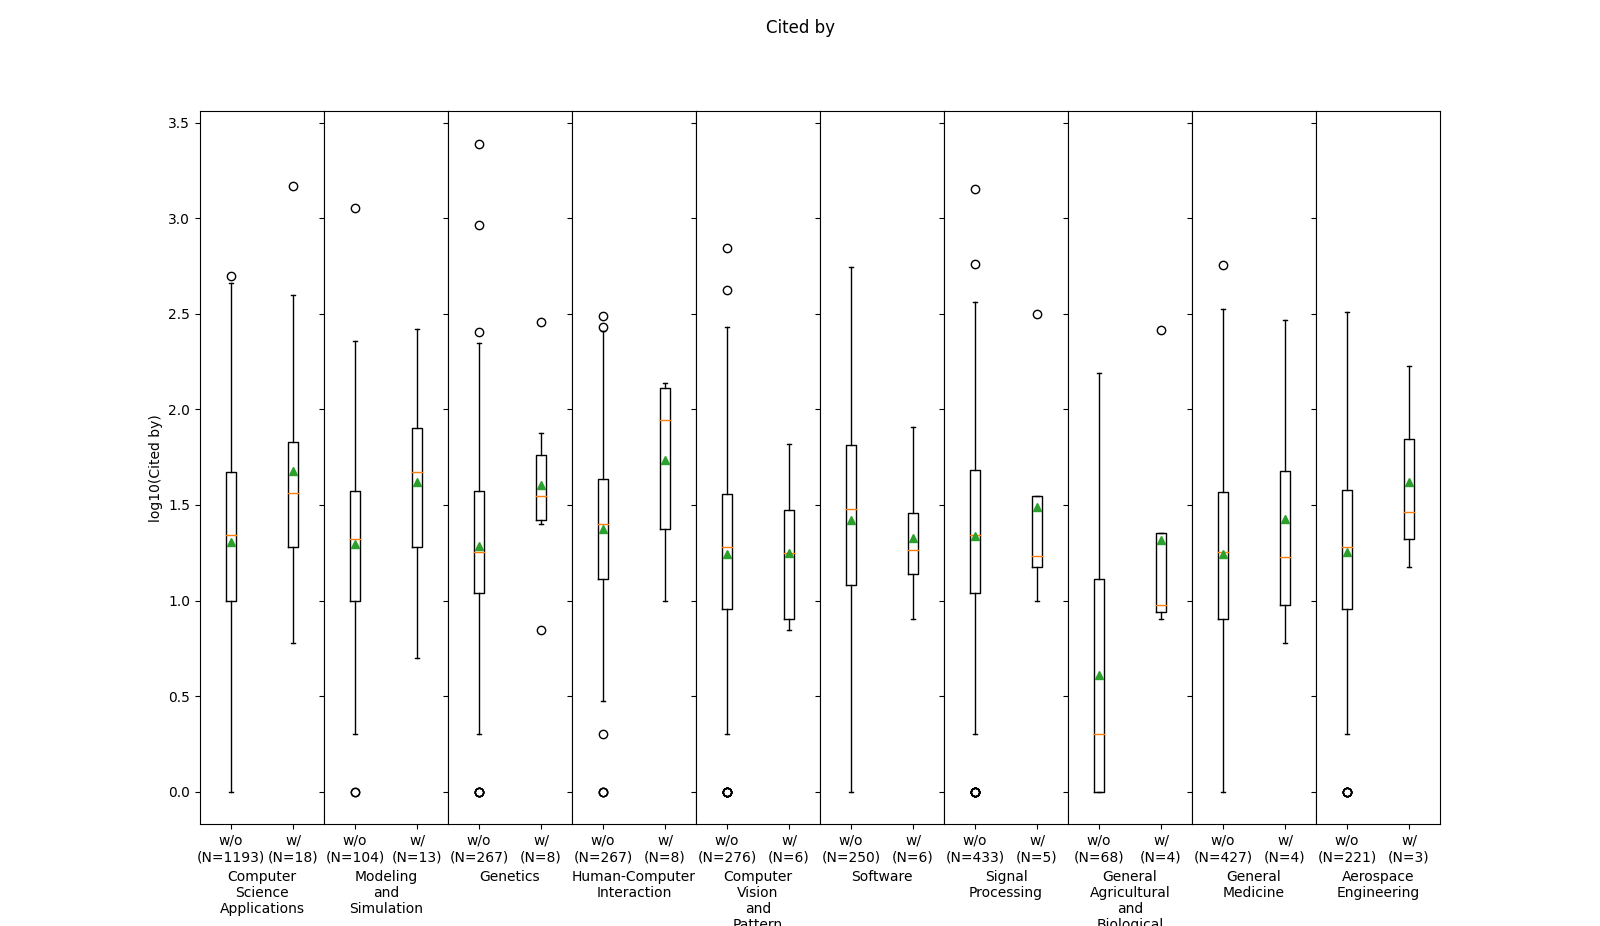 Cited by
log10(Cited by)
3.5
3.0
2.5
2.0
1.5
1.0
0.5
0.0
w/o w/ w/o w/ w/o w/ w/o w/ w/o w/ w/o w/ w/o w/ w/o w/ w/o w/ w/o w/
(N=1193) (N=18) (N=104) (N=13) (N=267) (N=8) (N=267) (N=8) (N=276) (N=6) (N=250) (N=6) (N=433) (N=5) (N=68) (N=4) (N=427) (N=4) (N=221) (N=3)
Computer
Science
Applications
Modeling
and
Simulation
Genetics
Human-Computer
Interaction
Computer
Vision
and
Pattern
Software
Signal
Processing
General
Agricultural
and
Biological
General
Medicine
Aerospace
Engineering